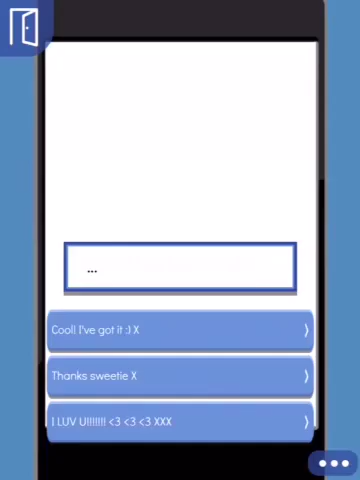 ...
Cool! I've got it :) X
Thanks sweetie X
I LUV U!!!!!!! <3 <3 <3 XXX